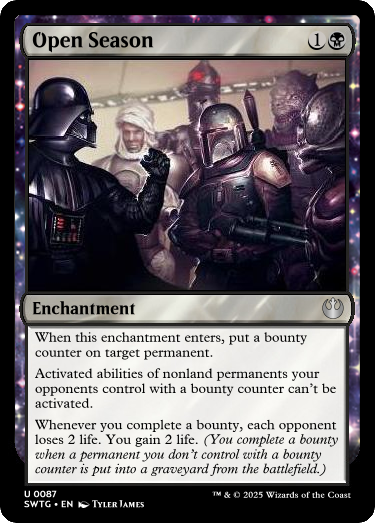 Open Season 1
Enchantment
When this enchantment enters, put a bounty
counter on target permanent.
Activated abilities of nonland permanents your
opponents control with a bounty counter can't be
activated.
Whenever you complete a bounty, each opponent
loses 2 life. You gain 2 life. (You complete a bounty
when a permanent you don't control with a bounty
counter is put into a graveyard from the battlefield.)
U 0087
SWTG • EN Tyler James
™ & © 2025 Wizards of the Coast